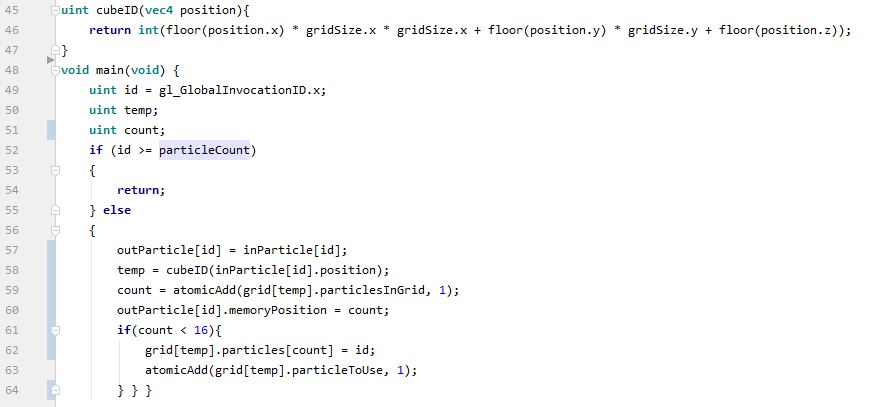 45 uint cubeID(vec4 position){
46     return int(floor(position.x) * gridSize.x * gridSize.x + floor(position.y) * gridSize.y + floor(position.z));
47 }
48 void main(void) {
49     uint id = gl_GlobalInvocationID.x;
50     uint temp;
51     uint count;
52     if (id >= particleCount)
53     {
54         return;
55     } else
56     {
57         outParticle[id] = inParticle[id];
58         temp = cubeID(inParticle[id].position);
59         count = atomicAdd(grid[temp].particlesInGrid, 1);
60         outParticle[id].memoryPosition = count;
61         if(count < 16){
62             grid[temp].particles[count] = id;
63             atomicAdd(grid[temp].particleToUse, 1);
64         } } }